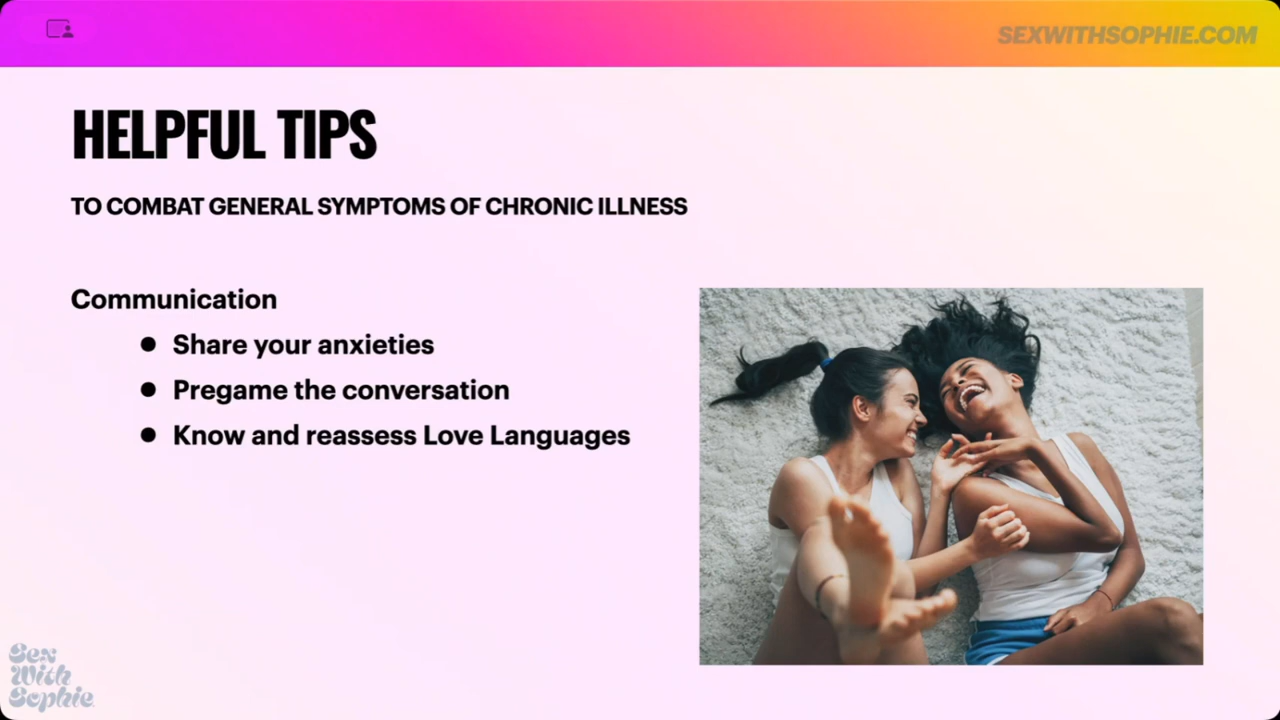 SEXWITHSOPHIE.COM
HELPFUL TIPS
TO COMBAT GENERAL SYMPTOMS OF CHRONIC ILLNESS
Communication
● Share your anxieties
● Pregame the conversation
● Know and reassess Love Languages
Sex
With
Sophie